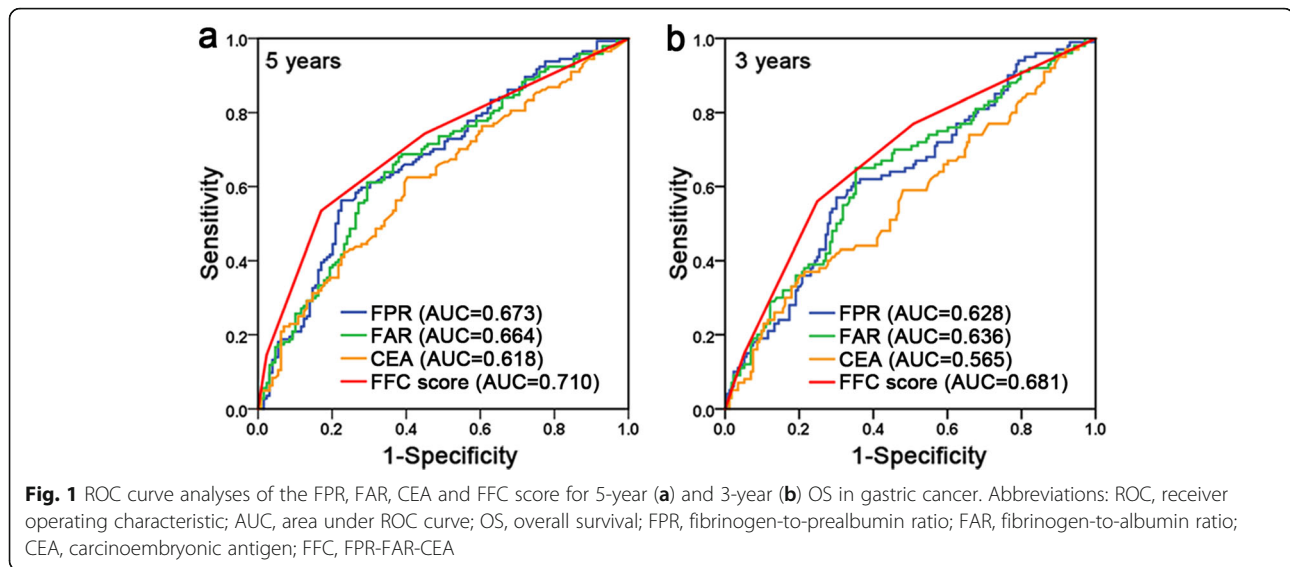 a
5 years
1.0
0.8
0.6
0.4
0.2
0.0
Sensitivity
FPR (AUC=0.673)
FAR (AUC=0.664)
CEA (AUC=0.618)
FFC score (AUC=0.710)
0.0 0.2 0.4 0.6 0.8 1.0
1-Specificity
b
3 years
1.0
0.8
0.6
0.4
0.2
0.0
Sensitivity
FPR (AUC=0.628)
FAR (AUC=0.636)
CEA (AUC=0.565)
FFC score (AUC=0.681)
0.0 0.2 0.4 0.6 0.8 1.0
1-Specificity
Fig. 1 ROC curve analyses of the FPR, FAR, CEA and FFC score for 5-year (a) and 3-year (b) OS in gastric cancer. Abbreviations: ROC, receiver
operating characteristic; AUC, area under ROC curve; OS, overall survival; FPR, fibrinogen-to-prealbumin ratio; FAR, fibrinogen-to-albumin ratio;
CEA, carcinoembryonic antigen; FFC, FPR-FAR-CEA